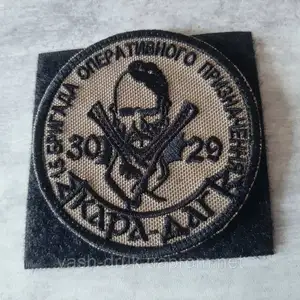 15 БРИГАДА ОПЕРАТИВНОГО ПРИЗНАЧЕННЯ
30 29
КАРА-ДАГ